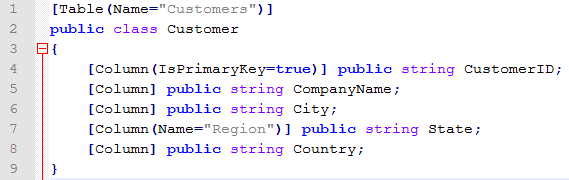 1 [Table(Name="Customers")]
2 public class Customer
3 {
4 [Column(IsPrimaryKey=true)] public string CustomerID;
5 [Column] public string CompanyName;
6 [Column] public string City;
7 [Column(Name="Region")] public string State;
8 [Column] public string Country;
9 }